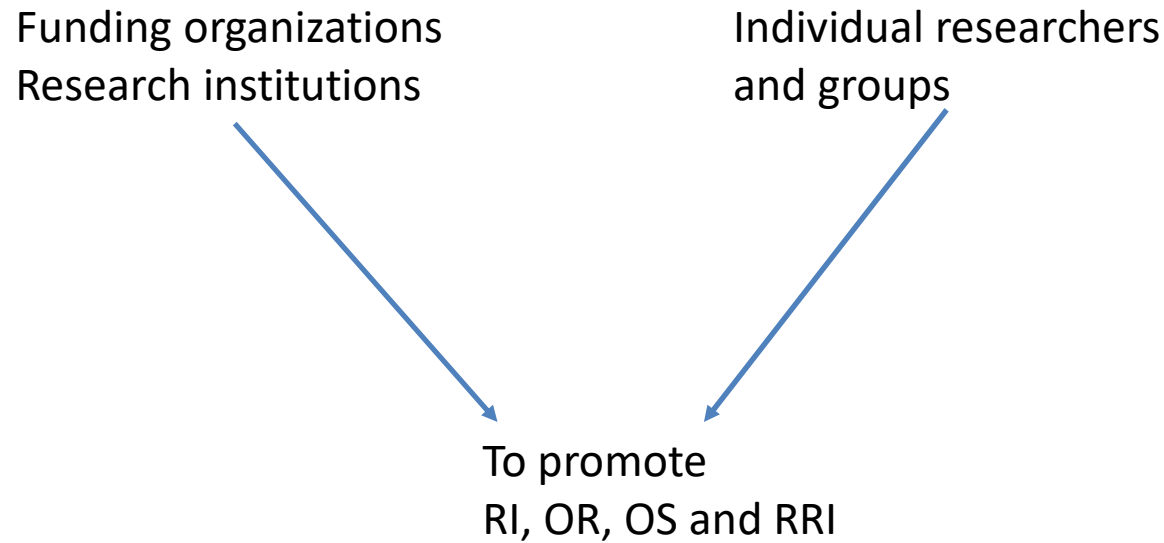 Funding organizations
Research institutions
Individual researchers
and groups
To promote
RI, OR, OS and RRI